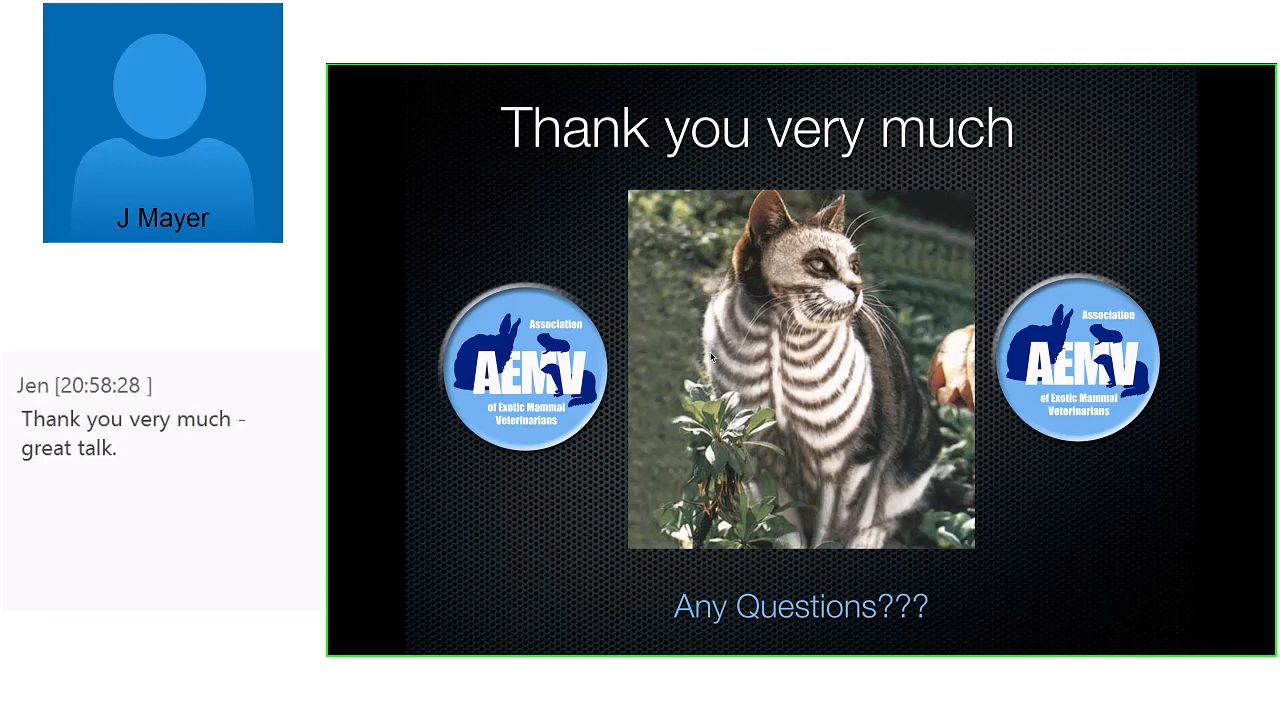 J Mayer
Jen [20:58:28 ]
Thank you very much -
great talk.
Thank you very much
Association
AEMV
of Exotic Mammal
Veterinarians
Association
AEMV
of Exotic Mammal
Veterinarians
Any Questions???